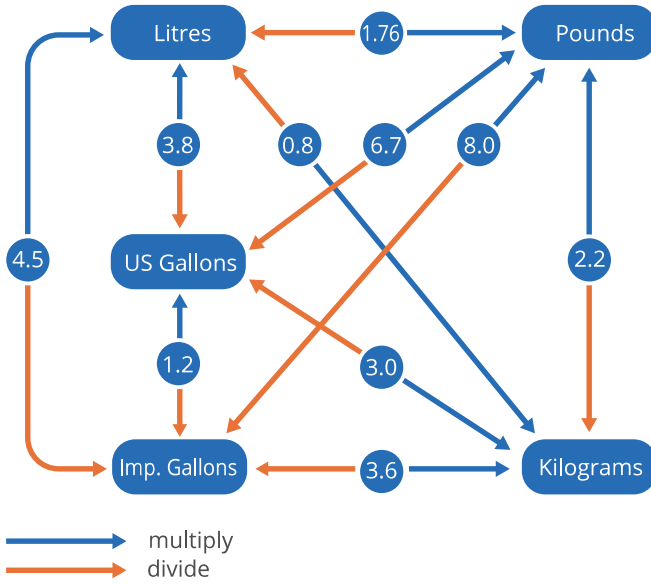 Litres
1.76
Pounds
3.8
0.8
6.7
8.0
4.5
US Gallons
2.2
1.2
3.0
Imp. Gallons
3.6
Kilograms
multiply
divide